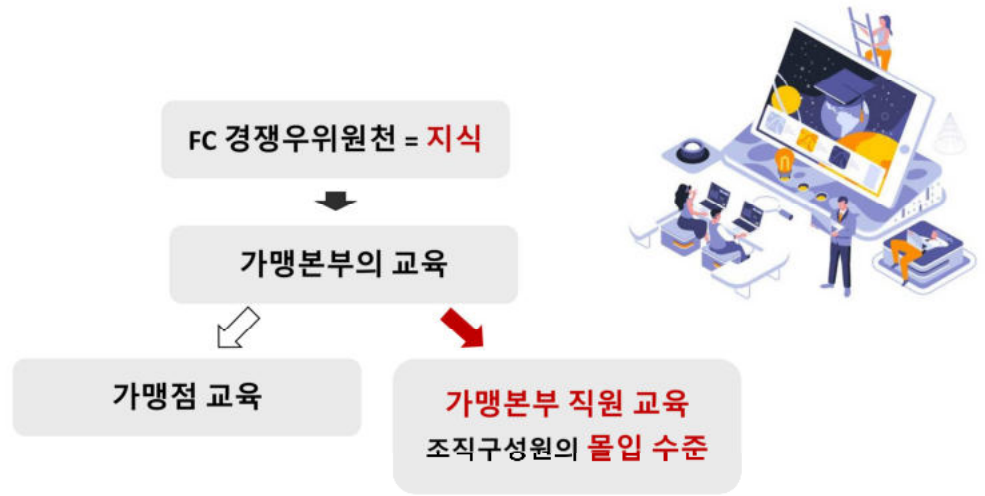 FC 경쟁우위원천 = 지식
가맹본부의 교육
가맹점 교육
가맹본부 직원 교육
조직구성원의 몰입 수준